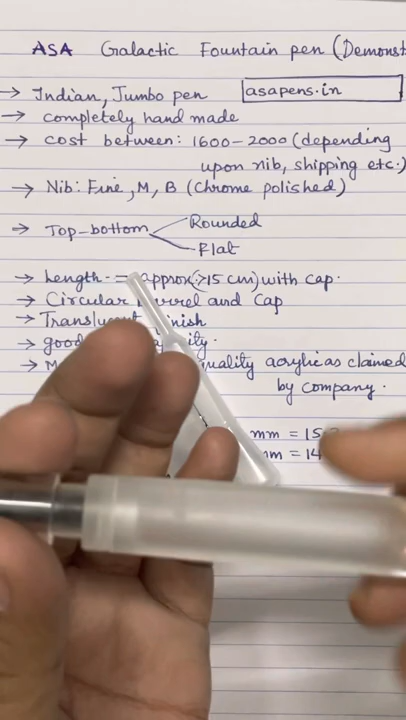 ASA Galactic Fountain pen (Demonst
→ Indian, Jumbo pen
asapens.in
→ completely hand made
→ cost between: 1600-2000 (depending
upon nib, shipping etc.)
→ Nib: Fine, M, B (Chrome polished)
→ Top-bottom
Rounded
Flat
→ Length = approx(>15 cm) with cap.
→ Circular and Cap
→ finish
→ good
→ quality acrylic as claimed
by company.
mm = 15
mm = 14